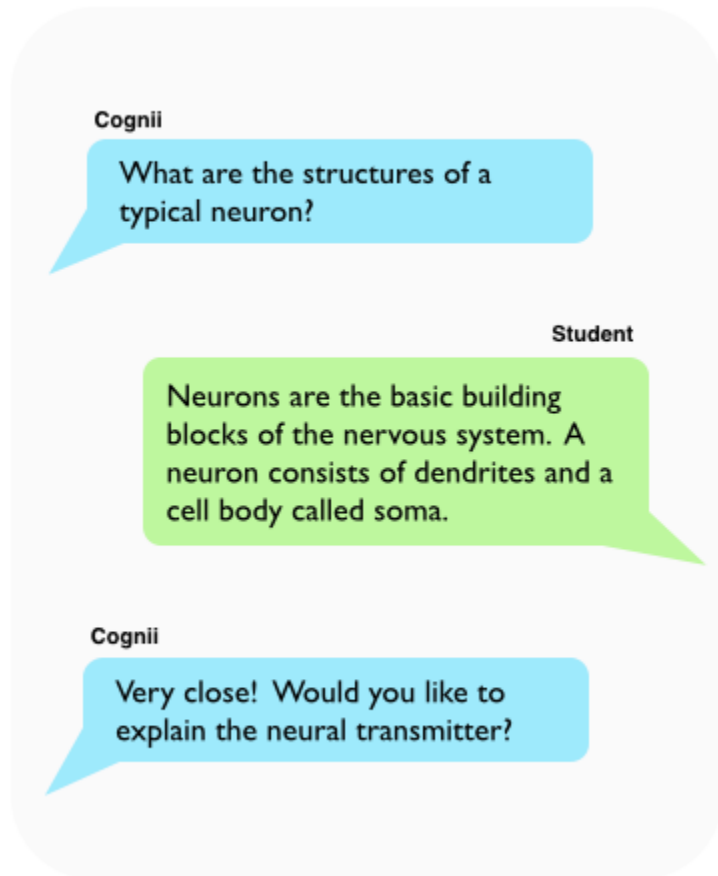 Cognii
What are the structures of a
typical neuron?
Student
Neurons are the basic building
blocks of the nervous system. A
neuron consists of dendrites and a
cell body called soma.
Cognii
Very close! Would you like to
explain the neural transmitter?